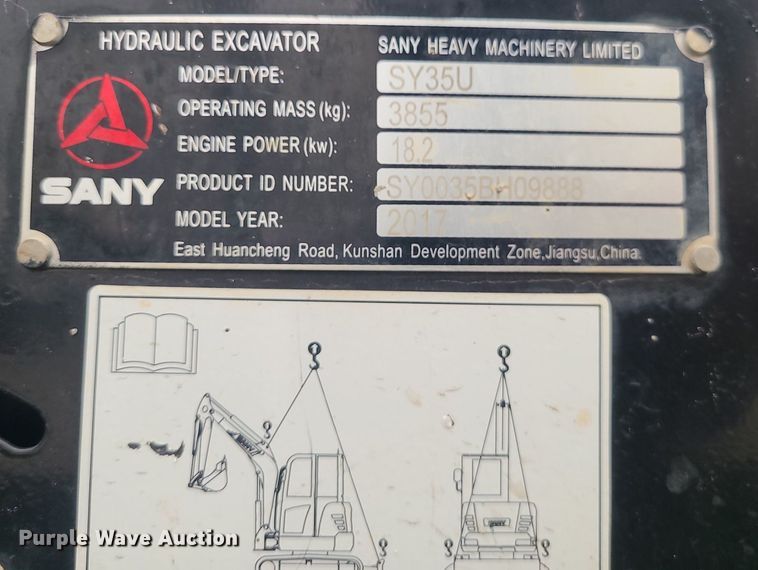 HYDRAULIC EXCAVATOR SANY HEAVY MACHINERY LIMITED
MODEL/TYPE: SY35U
OPERATING MASS (kg): 3855
ENGINE POWER (kw): 18.2
SANY PRODUCT ID NUMBER: SY0035BH09888
MODEL YEAR: 2017
East Huancheng Road, Kunshan Development Zone,Jiangsu,China.
SANY
Purple Wave Auction